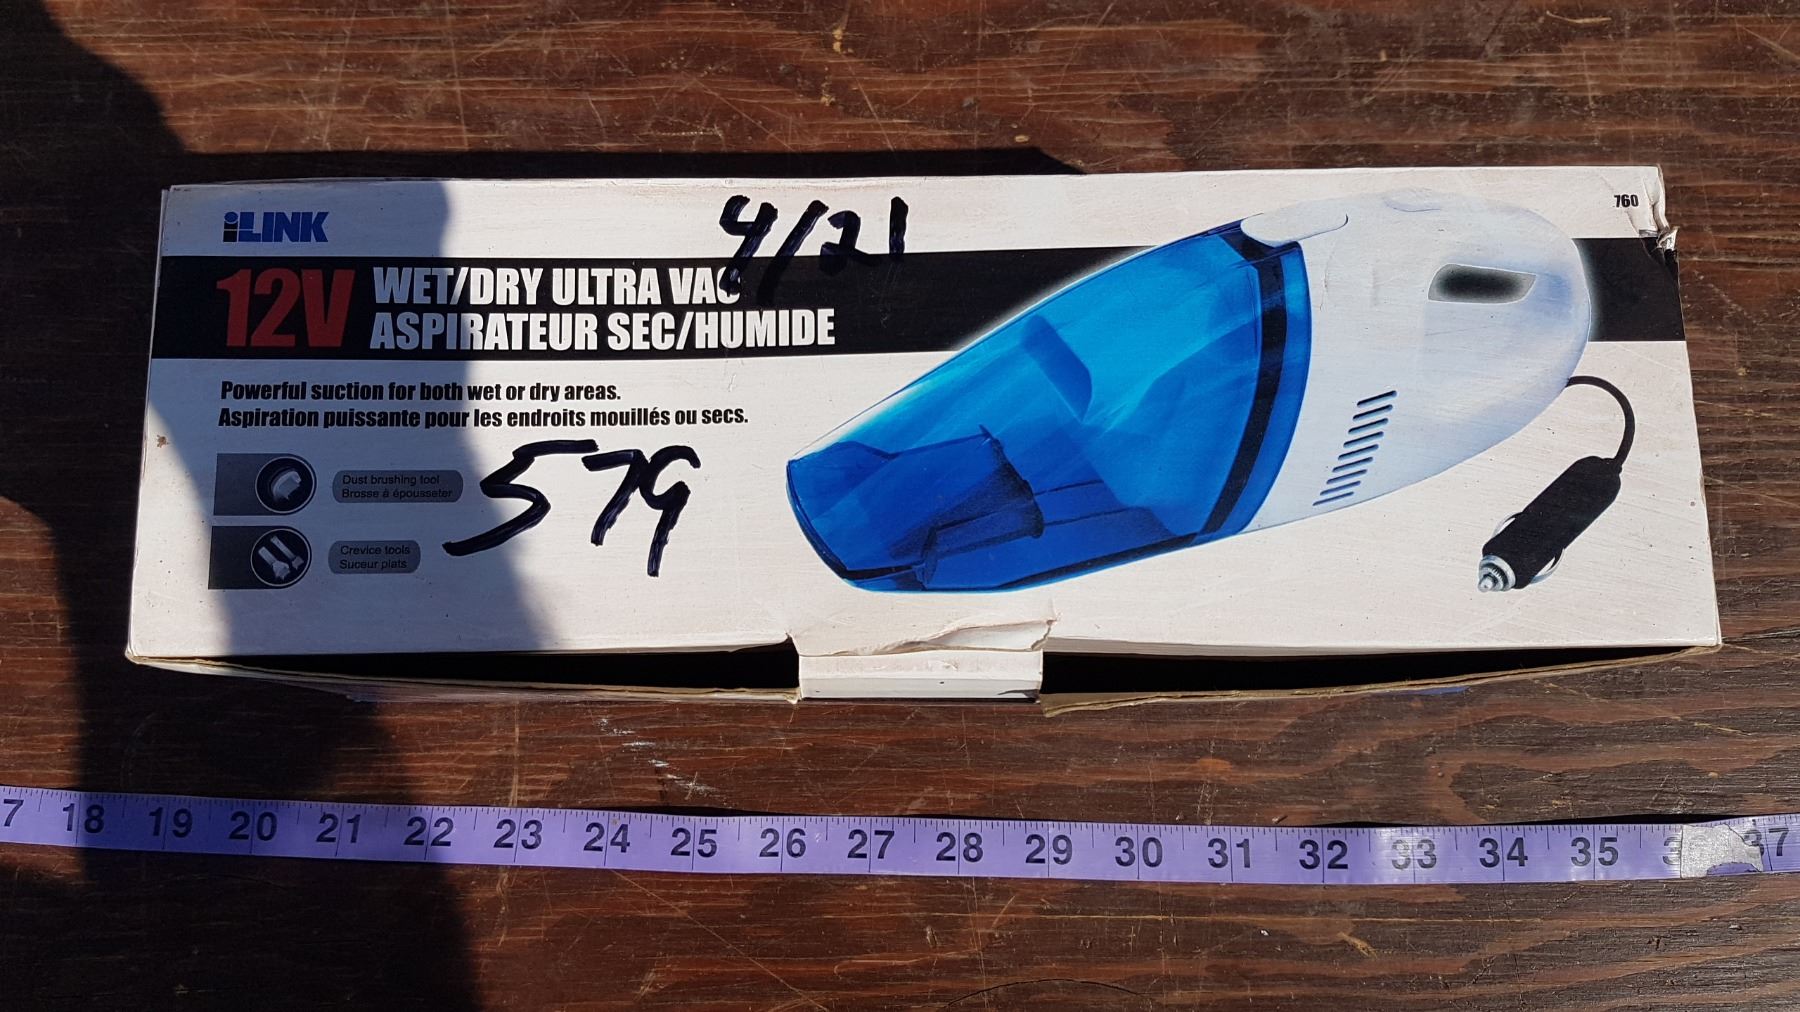 iLINK
4/21
760
12V WET/DRY ULTRA VAC
ASPIRATEUR SEC/HUMIDE
Powerful suction for both wet or dry areas.
Aspiration puissante pour les endroits mouillés ou secs.
579
Dust brushing tool
Brosse à épousseter
Crevice tools
Suceur plats
7 18 19 20 21 22 23 24 25 26 27 28 29 30 31 32 33 34 35 3 37